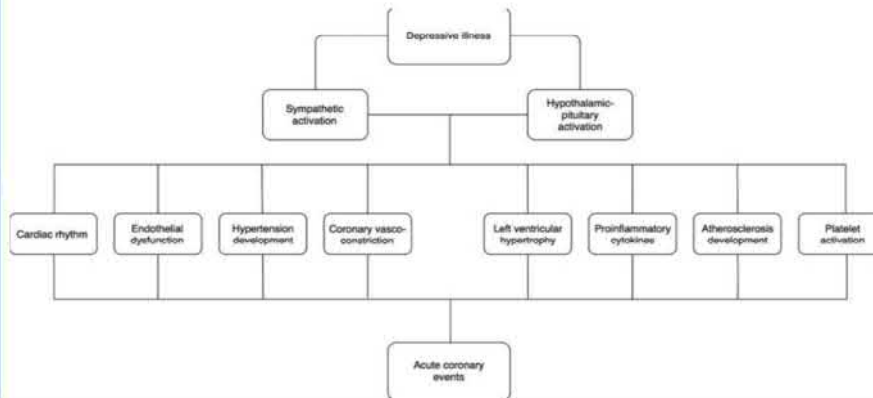 Depressive illness
Sympathetic
activation
Hypothalamic-
pituitary
activation
Cardiac rhythm
Endothelial
dysfunction
Hypertension
development
Coronary vaso-
constriction
Left ventricular
hypertrophy
Proinflammatory
cytokines
Atherosclerosis
development
Platelet
activation
Acute coronary
events